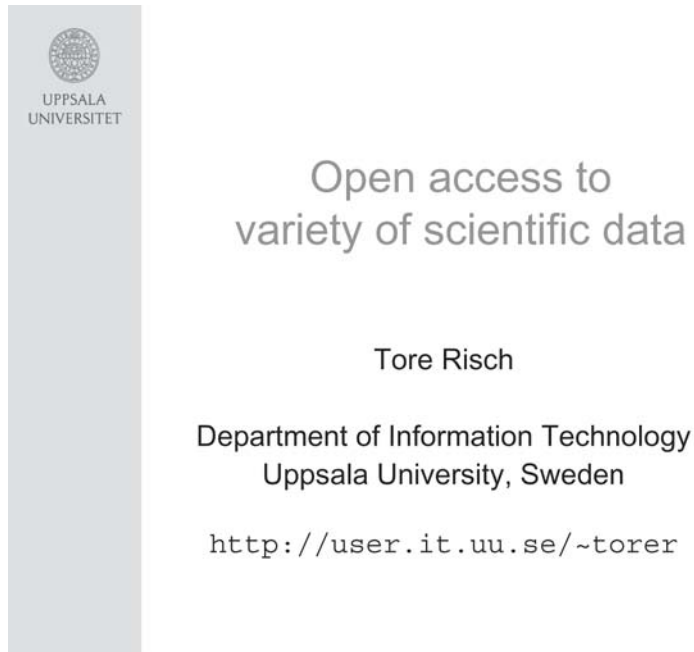 UPPSALA
UNIVERSITET
Open access to
variety of scientific data
Tore Risch
Department of Information Technology
Uppsala University, Sweden
http://user.it.uu.se/~torer